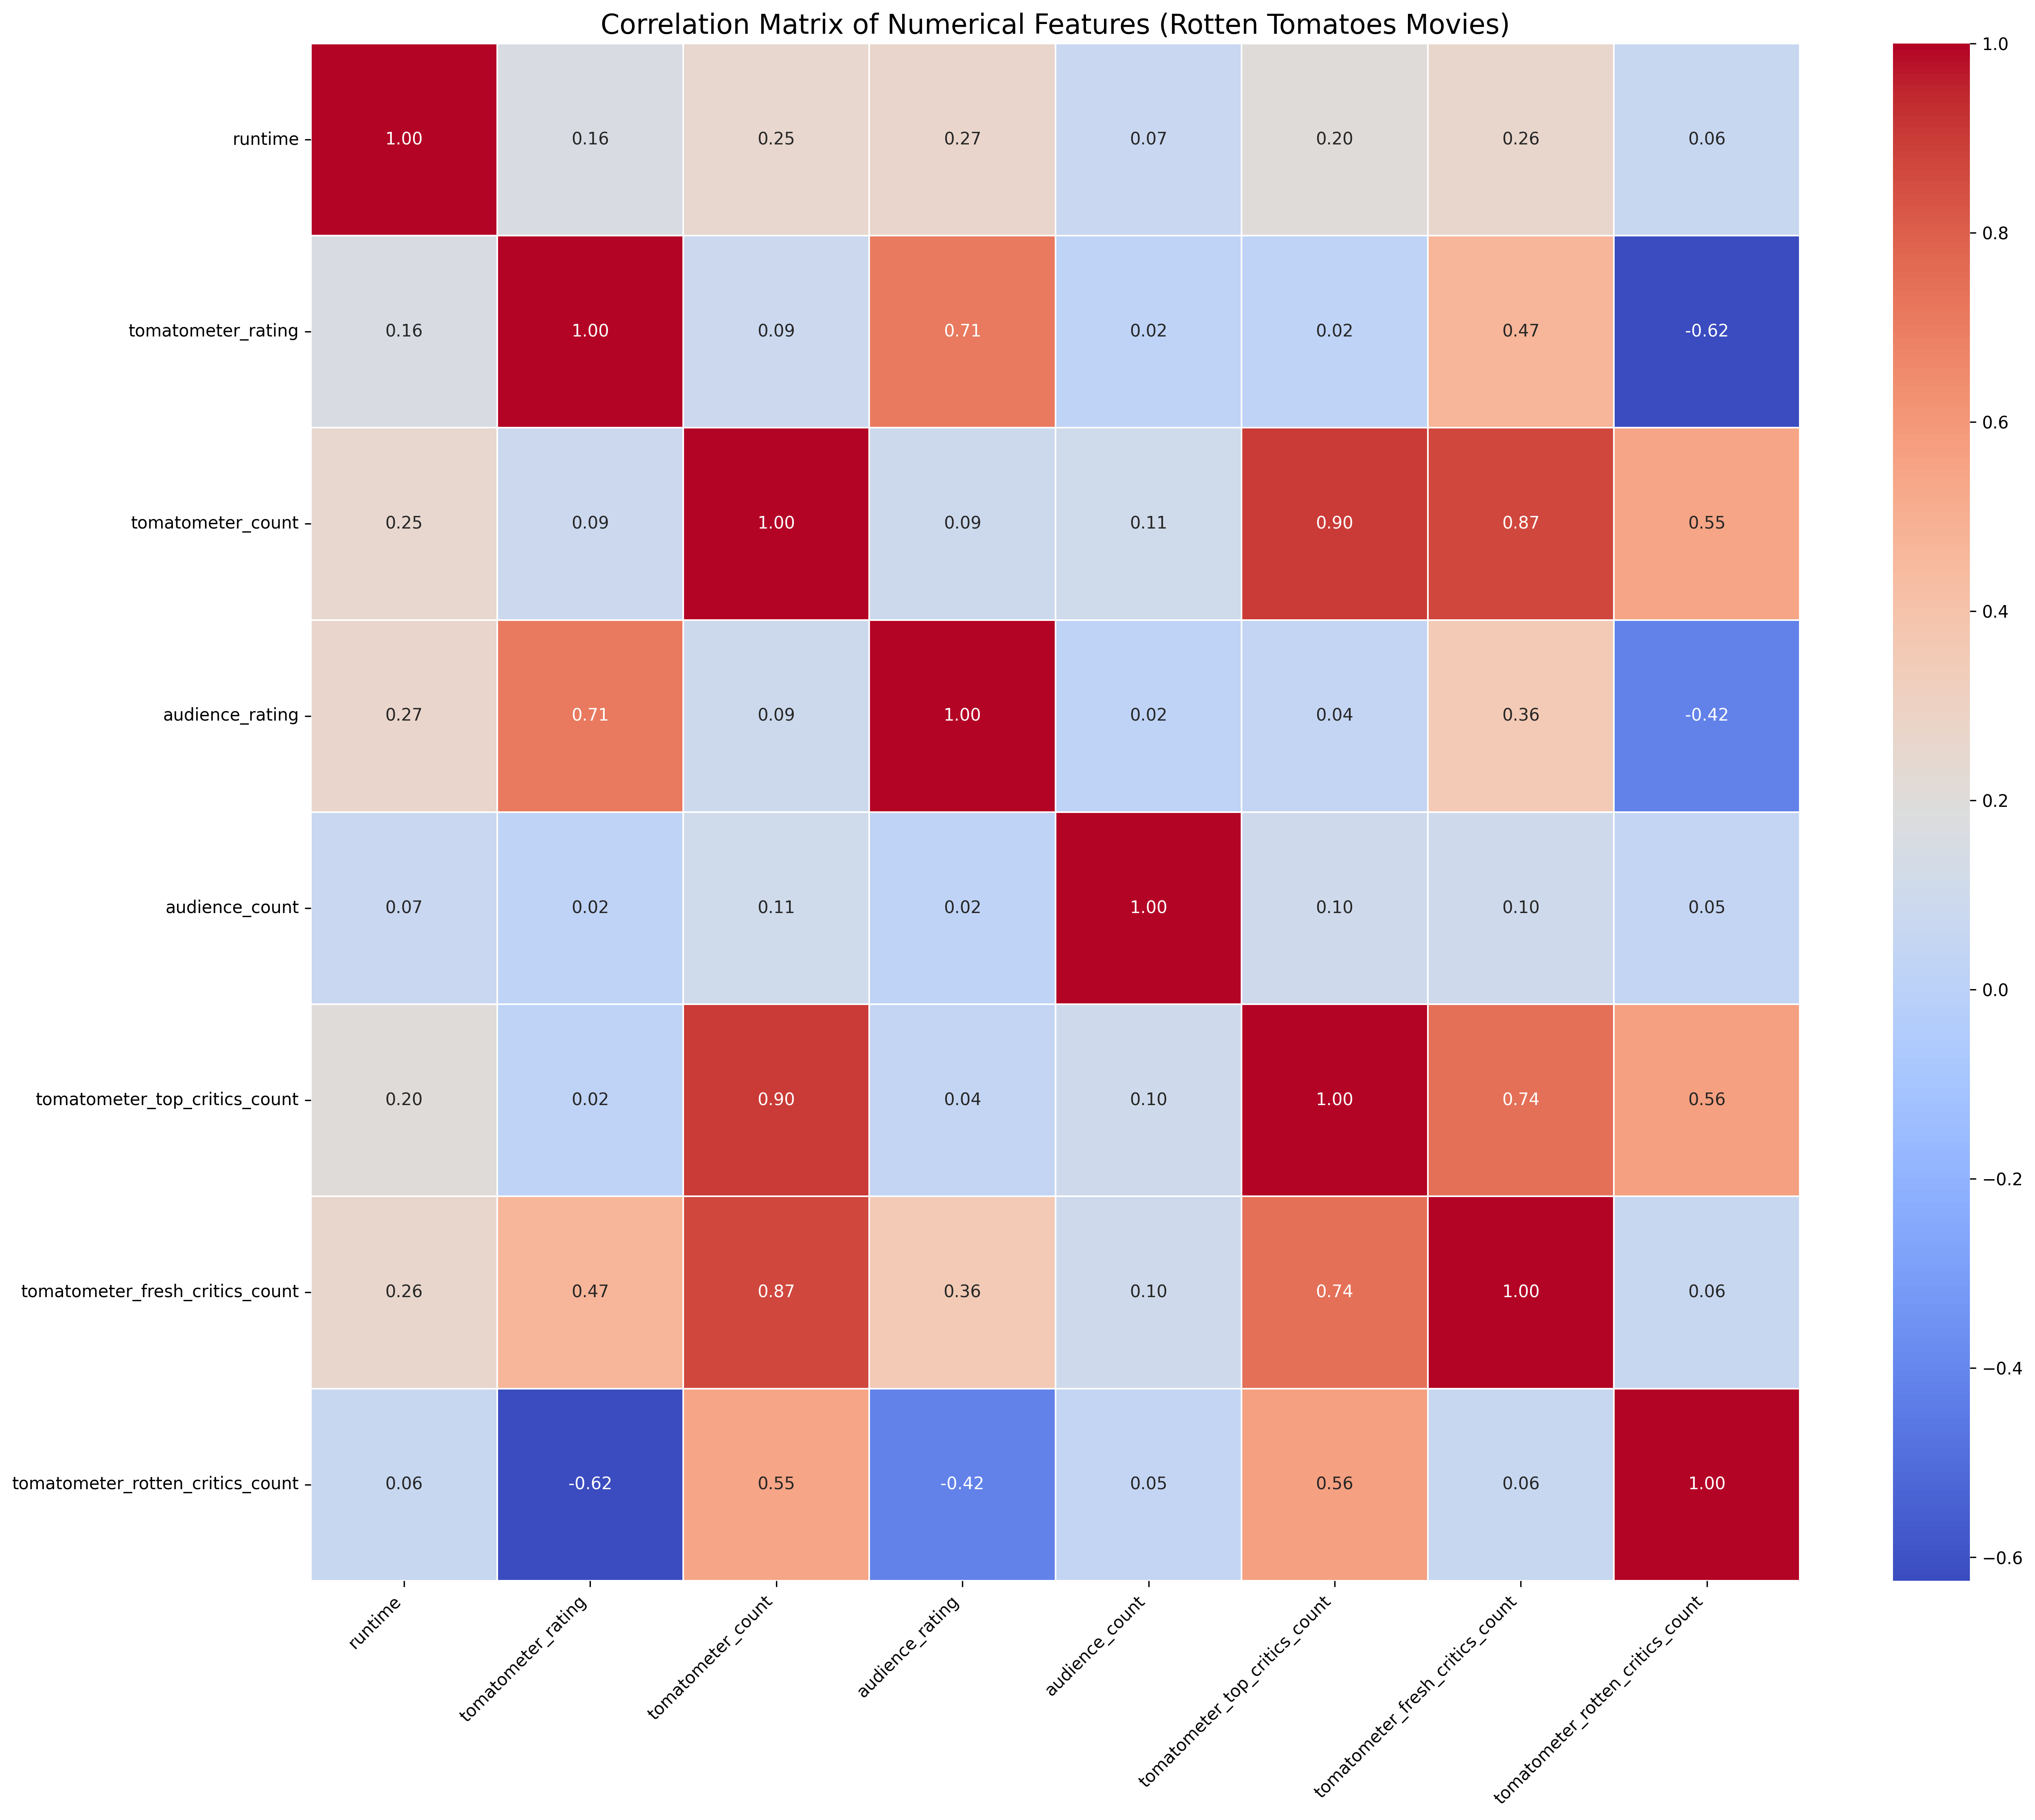 Correlation Matrix of Numerical Features (Rotten Tomatoes Movies)
runtime 1.00 0.16 0.25 0.27 0.07 0.20 0.26 0.06
tomatometer_rating 0.16 1.00 0.09 0.71 0.02 0.02 0.47 -0.62
tomatometer_count 0.25 0.09 1.00 0.09 0.11 0.90 0.87 0.55
audience_rating 0.27 0.71 0.09 1.00 0.02 0.04 0.36 -0.42
audience_count 0.07 0.02 0.11 0.02 1.00 0.10 0.10 0.05
tomatometer_top_critics_count 0.20 0.02 0.90 0.04 0.10 1.00 0.74 0.56
tomatometer_fresh_critics_count 0.26 0.47 0.87 0.36 0.10 0.74 1.00 0.06
tomatometer_rotten_critics_count 0.06 -0.62 0.55 -0.42 0.05 0.56 0.06 1.00
runtime
tomatometer_rating
tomatometer_count
audience_rating
audience_count
tomatometer_top_critics_count
tomatometer_fresh_critics_count
tomatometer_rotten_critics_count
1.0
0.8
0.6
0.4
0.2
0.0
−0.2
−0.4
−0.6